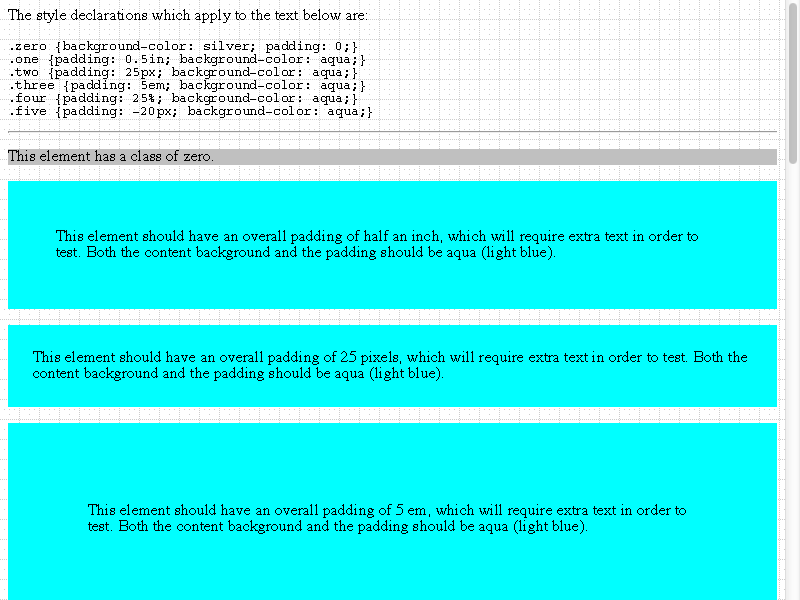 The style declarations which apply to the text below are:
.zero {background-color: silver; padding: 0;}
.one {padding: 0.5in; background-color: aqua;}
.two {padding: 25px; background-color: aqua;}
.three {padding: 5em; background-color: aqua;}
.four {padding: 25%; background-color: aqua;}
.five {padding: -20px; background-color: aqua;}
This element has a class of zero.
This element should have an overall padding of half an inch, which will require extra text in order to
test. Both the content background and the padding should be aqua (light blue).
This element should have an overall padding of 25 pixels, which will require extra text in order to test. Both the
content background and the padding should be aqua (light blue).
This element should have an overall padding of 5 em, which will require extra text in order to
test. Both the content background and the padding should be aqua (light blue).